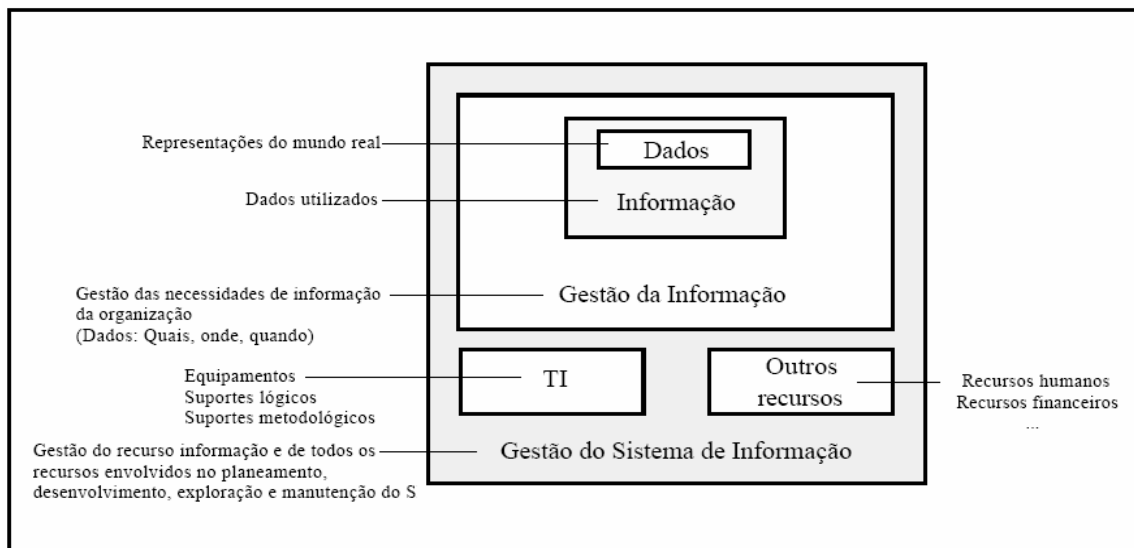 Representações do mundo real
Dados
Dados utilizados
Informação
Gestão das necessidades de informação
da organização
(Dados: Quais, onde, quando)
Gestão da Informação
Equipamentos
Suportes lógicos
Suportes metodológicos
TI
Outros
recursos
Recursos humanos
Recursos financeiros
...
Gestão do recurso informação e de todos os
recursos envolvidos no planeamento,
desenvolvimento, exploração e manutenção do S
Gestão do Sistema de Informação